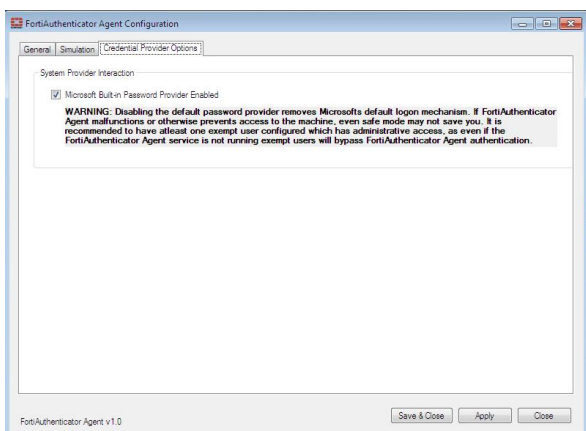 FortiAuthenticator Agent Configuration
General Simulation Credential Provider Options
System Provider Interaction
Microsoft Built-in Password Provider Enabled
WARNING: Disabling the default password provider removes Microsofts default logon mechanism. If FortiAuthenticator
Agent malfunctions or otherwise prevents access to the machine, even safe mode may not save you. It is
recommended to have atleast one exempt user configured which has administrative access, as even if the
FortiAuthenticator Agent service is not running exempt users will bypass FortiAuthenticator Agent authentication.
FortiAuthenticator Agent v1.0
Save & Close Apply Close